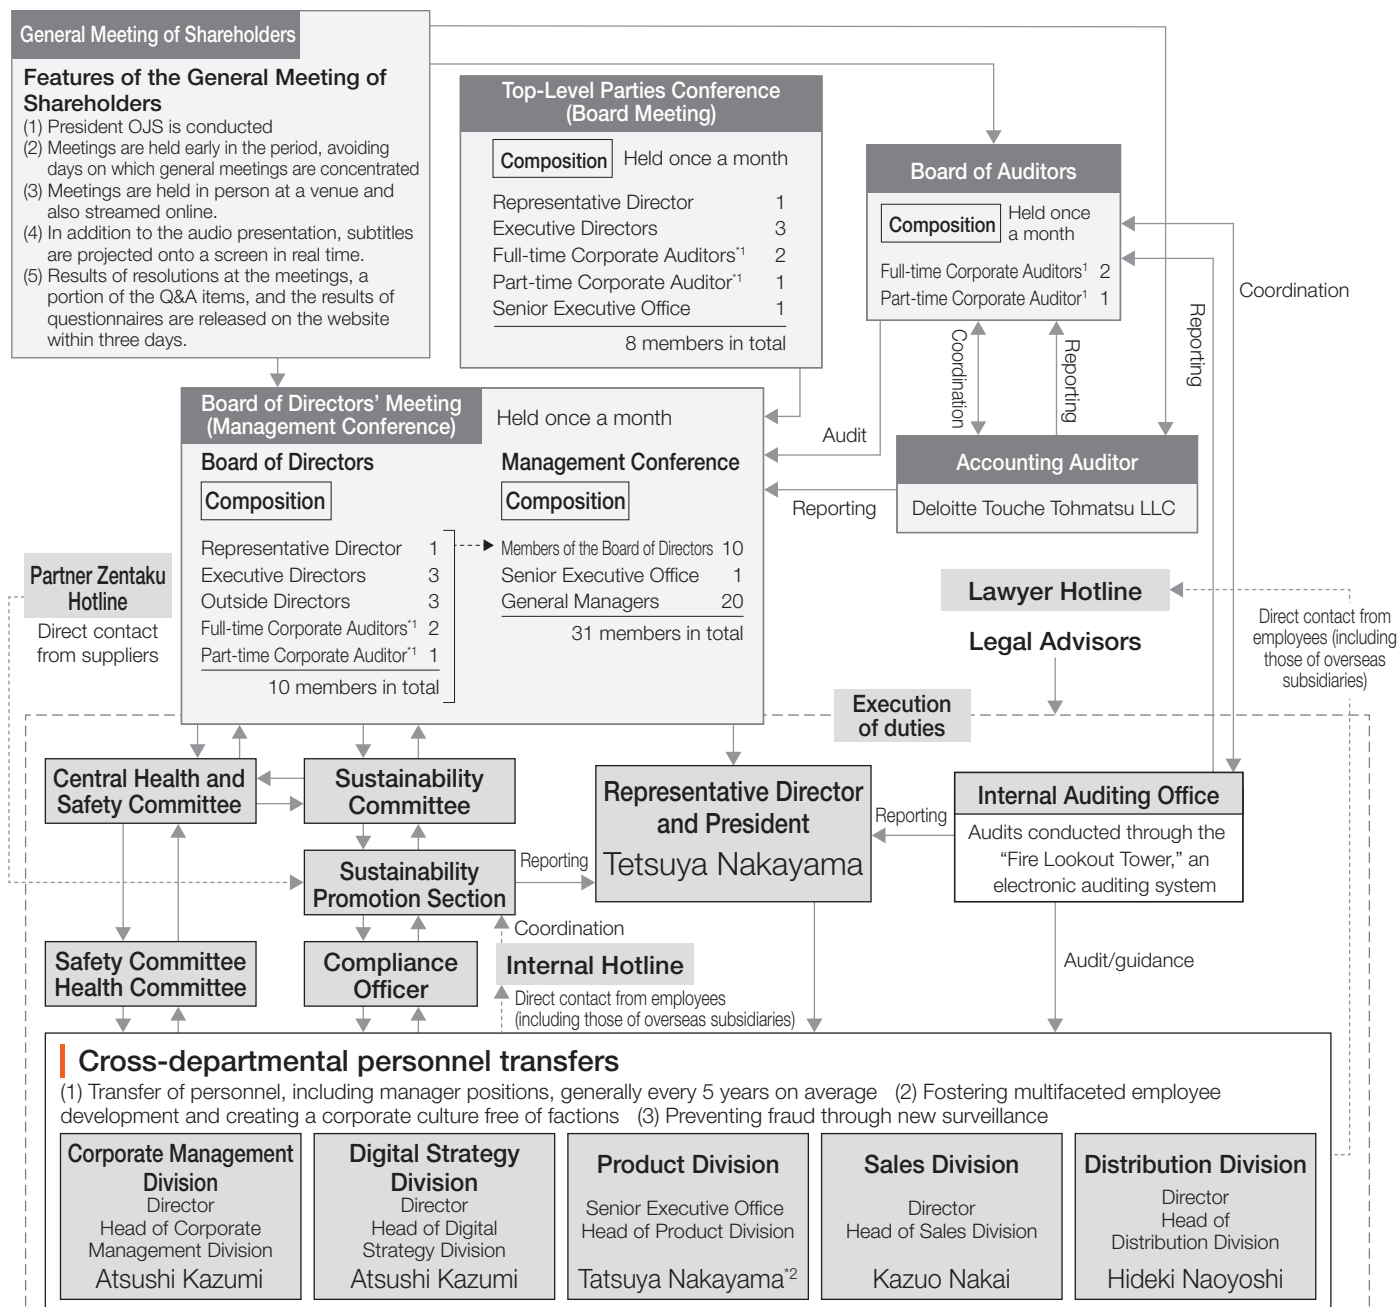 General Meeting of Shareholders
Features of the General Meeting of
Shareholders
(1) President OJS is conducted
(2) Meetings are held early in the period, avoiding
days on which general meetings are concentrated
(3) Meetings are held in person at a venue and
also streamed online.
(4) In addition to the audio presentation, subtitles
are projected onto a screen in real time.
(5) Results of resolutions at the meetings, a
portion of the Q&A items, and the results of
questionnaires are released on the website
within three days.
Top-Level Parties Conference
(Board Meeting)
Composition Held once a month
Representative Director 1
Executive Directors 3
Full-time Corporate Auditors*1 2
Part-time Corporate Auditor*1 1
Senior Executive Office 1
8 members in total
Board of Auditors
Composition
Held once
a month
Full-time Corporate Auditors1 2
Part-time Corporate Auditor1 1
Coordination
Reporting
Coordination
Reporting
Audit
Reporting
Accounting Auditor
Deloitte Touche Tohmatsu LLC
Board of Directors' Meeting
(Management Conference)
Held once a month
Board of Directors
Composition
Representative Director 1
Executive Directors 3
Outside Directors 3
Full-time Corporate Auditors*1 2
Part-time Corporate Auditor*1 1
10 members in total
Management Conference
Composition
Members of the Board of Directors 10
Senior Executive Office 1
General Managers 20
31 members in total
Partner Zentaku
Hotline
Direct contact
from suppliers
Lawyer Hotline
Legal Advisors
Direct contact from
employees (including
those of overseas
subsidiaries)
Execution
of duties
Central Health and
Safety Committee
Sustainability
Committee
Representative Director
and President
Tetsuya Nakayama
Reporting
Internal Auditing Office
Audits conducted through the
“Fire Lookout Tower,” an
electronic auditing system
Sustainability
Promotion Section
Reporting
Coordination
Safety Committee
Health Committee
Compliance
Officer
Internal Hotline
Direct contact from employees
(including those of overseas subsidiaries)
Audit/guidance
Cross-departmental personnel transfers
(1) Transfer of personnel, including manager positions, generally every 5 years on average (2) Fostering multifaceted employee
development and creating a corporate culture free of factions (3) Preventing fraud through new surveillance
Corporate Management
Division
Director
Head of Corporate
Management Division
Atsushi Kazumi
Digital Strategy
Division
Director
Head of Digital
Strategy Division
Atsushi Kazumi
Product Division
Senior Executive Office
Head of Product Division
Tatsuya Nakayama*2
Sales Division
Director
Head of Sales Division
Kazuo Nakai
Distribution Division
Director
Head of
Distribution Division
Hideki Naoyoshi